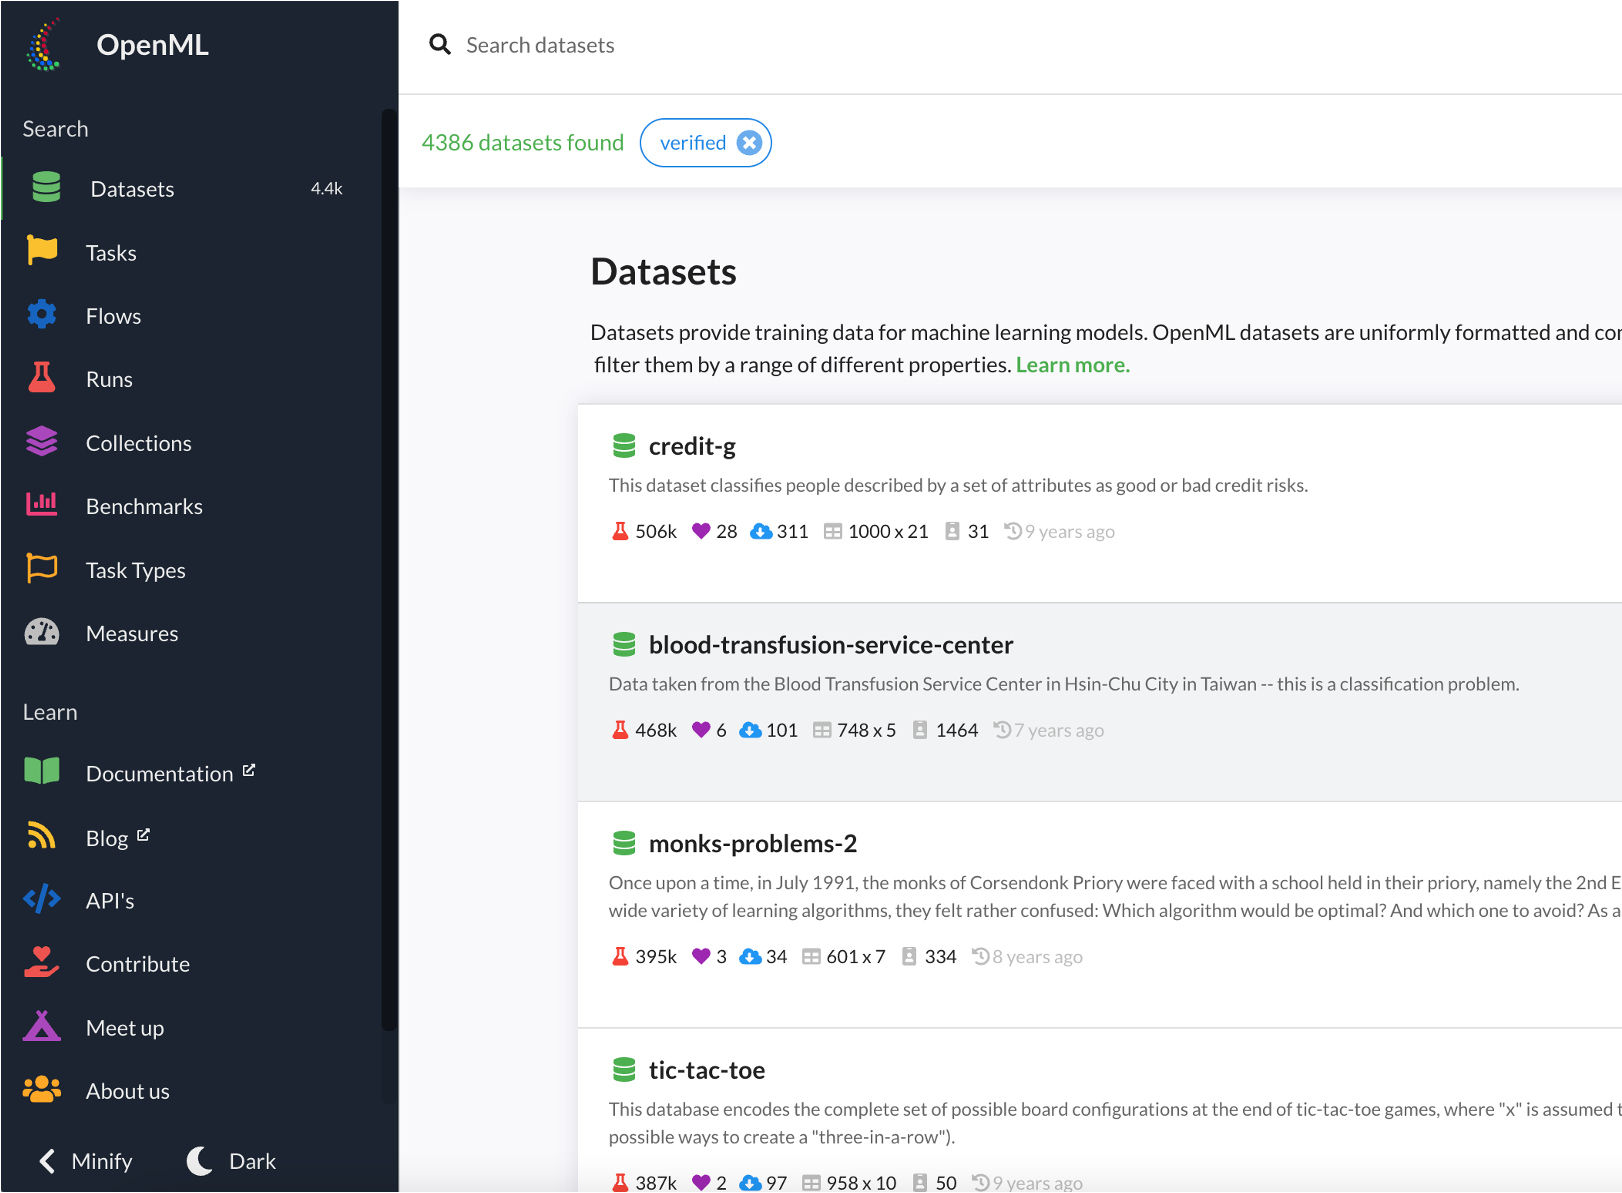 OpenML
Search datasets
Search
4386 datasets found verified
Datasets 4.4k
Tasks
Flows
Runs
Collections
Benchmarks
Task Types
Measures
Learn
Documentation
Blog
API's
Contribute
Meet up
About us
Minify Dark
Datasets
Datasets provide training data for machine learning models. OpenML datasets are uniformly formatted and
filter them by a range of different properties. Learn more.
credit-g
This dataset classifies people described by a set of attributes as good or bad credit risks.
506k 28 311 1000 x 21 31 9 years ago
blood-transfusion-service-center
Data taken from the Blood Transfusion Service Center in Hsin-Chu City in Taiwan -- this is a classification problem.
468k 6 101 748 x 5 1464 7 years ago
monks-problems-2
Once upon a time, in July 1991, the monks of Corsendonk Priory were faced with a school held in their priory, namely the 2nd E
wide variety of learning algorithms, they felt rather confused: Which algorithm would be optimal? And which one to avoid? As a
395k 3 34 601 x 7 334 8 years ago
tic-tac-toe
This database encodes the complete set of possible board configurations at the end of tic-tac-toe games, where "x" is assumed
possible ways to create a "three-in-a-row").
387k 2 97 958 x 10 50 9 years ago